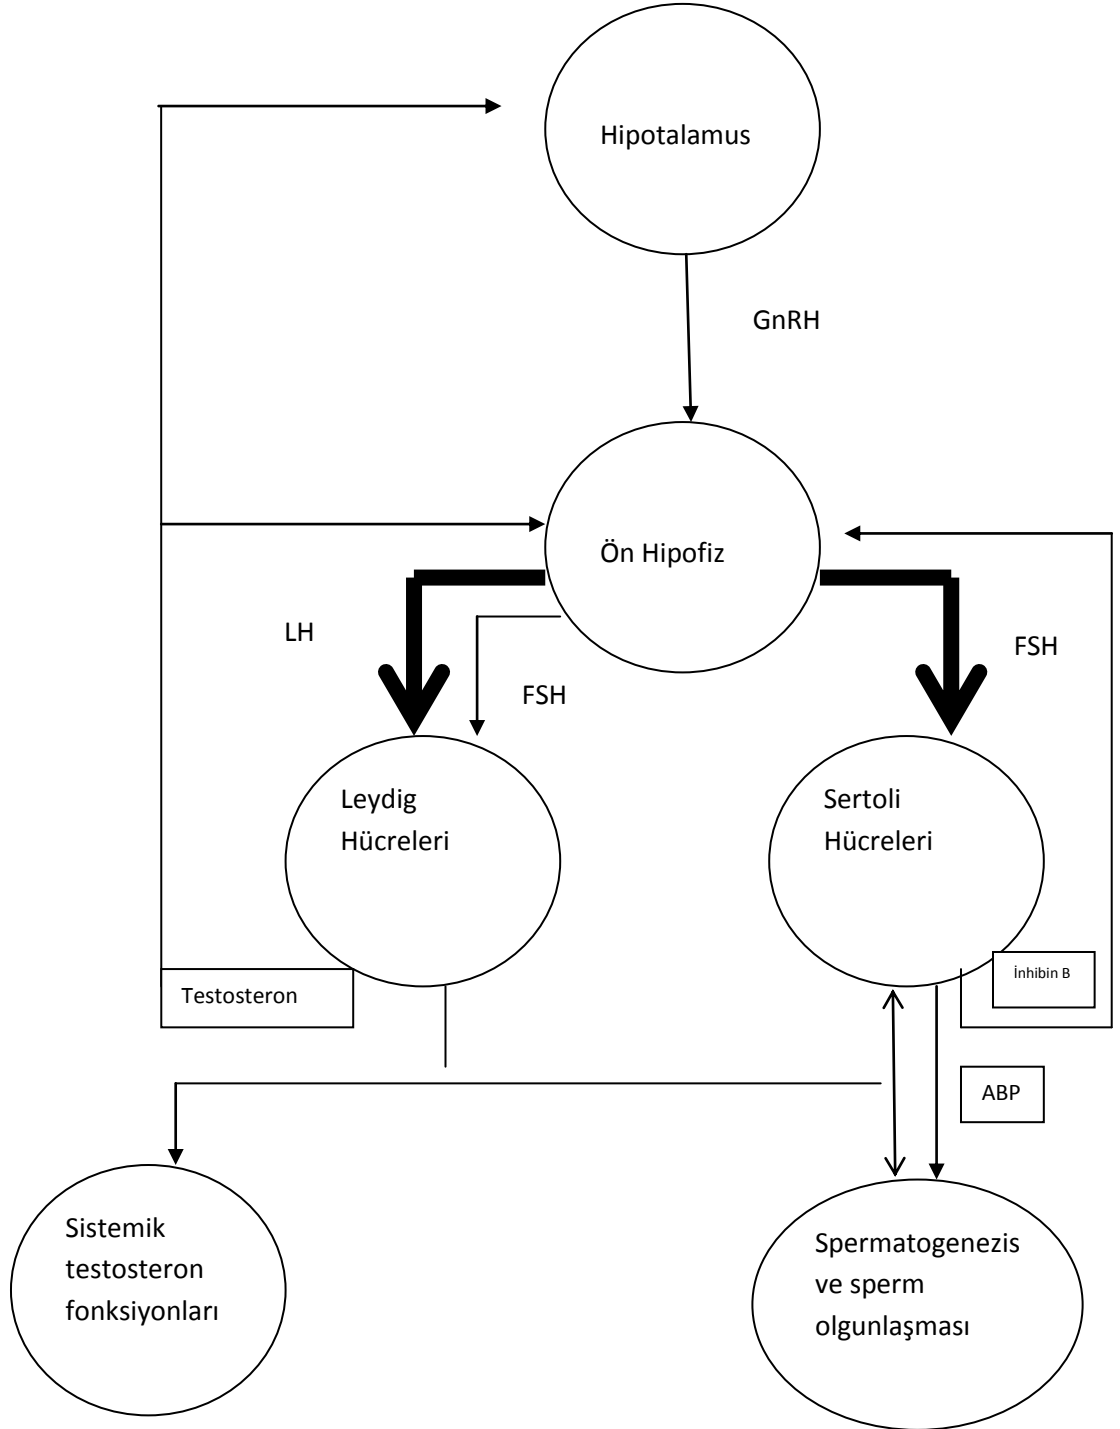 Hipotalamus
GnRH
Ön Hipofiz
LH
FSH
FSH
Leydig
Hücreleri
Sertoli
Hücreleri
Testosteron
İnhibin B
ABP
Sistemik
testosteron
fonksiyonları
Spermatogenezis
ve sperm
olgunlaşması